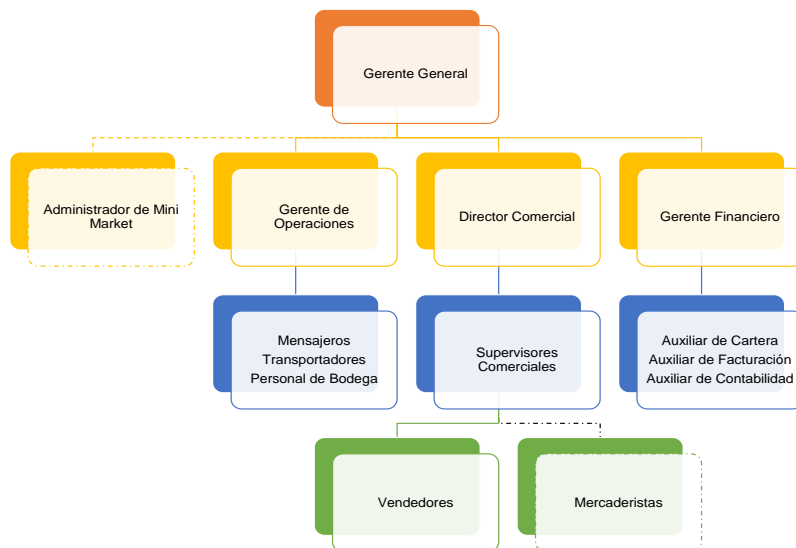 Gerente General
Administrador de Mini
Market
Gerente de
Operaciones
Director Comercial
Gerente Financiero
Mensajeros
Transportadores
Personal de Bodega
Supervisores
Comerciales
Auxiliar de Cartera
Auxiliar de Facturación
Auxiliar de Contabilidad
Vendedores
Mercaderistas